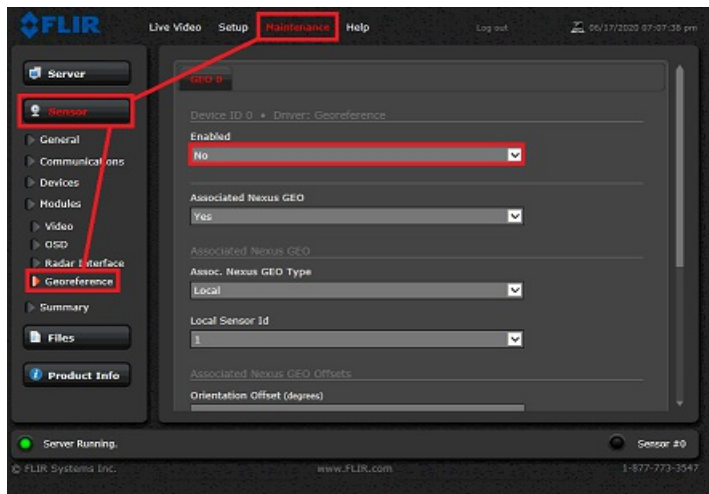 FLIR
Live Video Setup Maintenance Help Log out 06/17/2020 07:07:38 pm
Server
Sensor
General
Communications
Devices
Modules
Video
OSD
Radar Interface
Georeference
Summary
Files
Product Info
GEO 0
Device ID 0 • Driver: Georeference
Enabled
No
Associated Nexus GEO
Yes
Associated Nexus GEO
Assoc. Nexus GEO Type
Local
Local Sensor Id
1
Associated Nexus GEO Offsets
Orientation Offset (degrees)
Server Running. Sensor #0
© FLIR Systems Inc. www.FLIR.com 1-877-773-3547